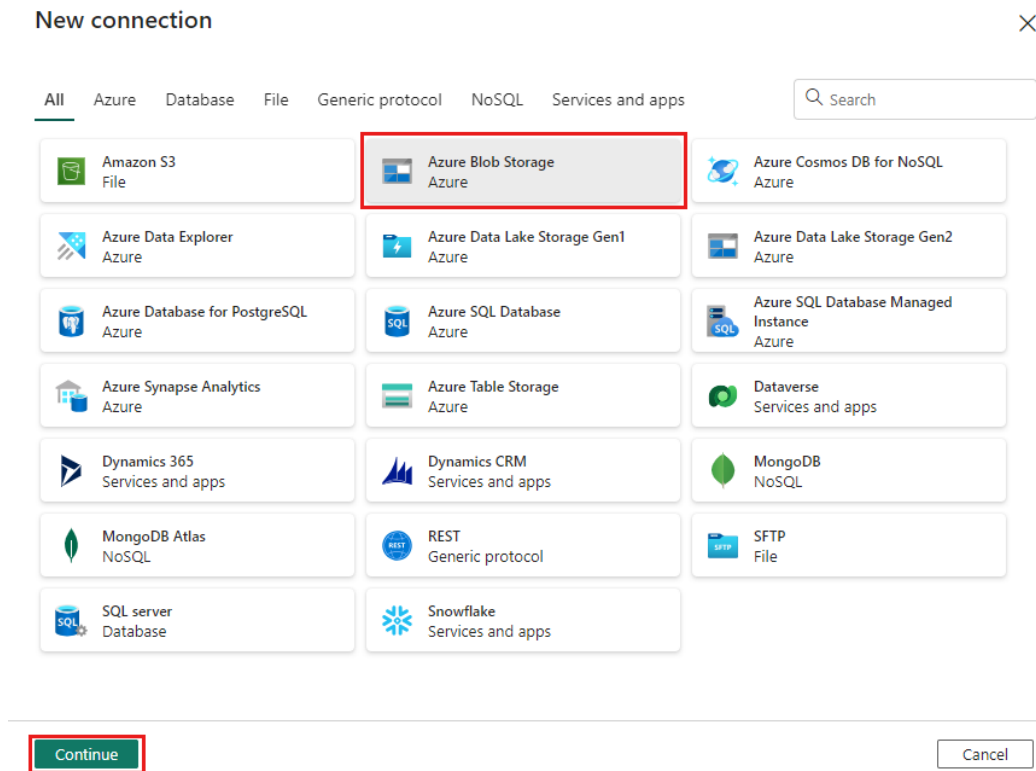 New connection
All Azure Database File Generic protocol NoSQL Services and apps Search
Amazon S3
File
Azure Blob Storage
Azure
Azure Cosmos DB for NoSQL
Azure
Azure Data Explorer
Azure
Azure Data Lake Storage Gen1
Azure
Azure Data Lake Storage Gen2
Azure
Azure Database for PostgreSQL
Azure
SQL
Azure SQL Database
Azure
SQL
Azure SQL Database Managed
Instance
Azure
Azure Synapse Analytics
Azure
Azure Table Storage
Azure
Dataverse
Services and apps
Dynamics 365
Services and apps
Dynamics CRM
Services and apps
MongoDB
NoSQL
MongoDB Atlas
NoSQL
REST
REST
Generic protocol
SFTP
SFTP
File
SQL
SQL server
Database
Snowflake
Services and apps
Continue Cancel